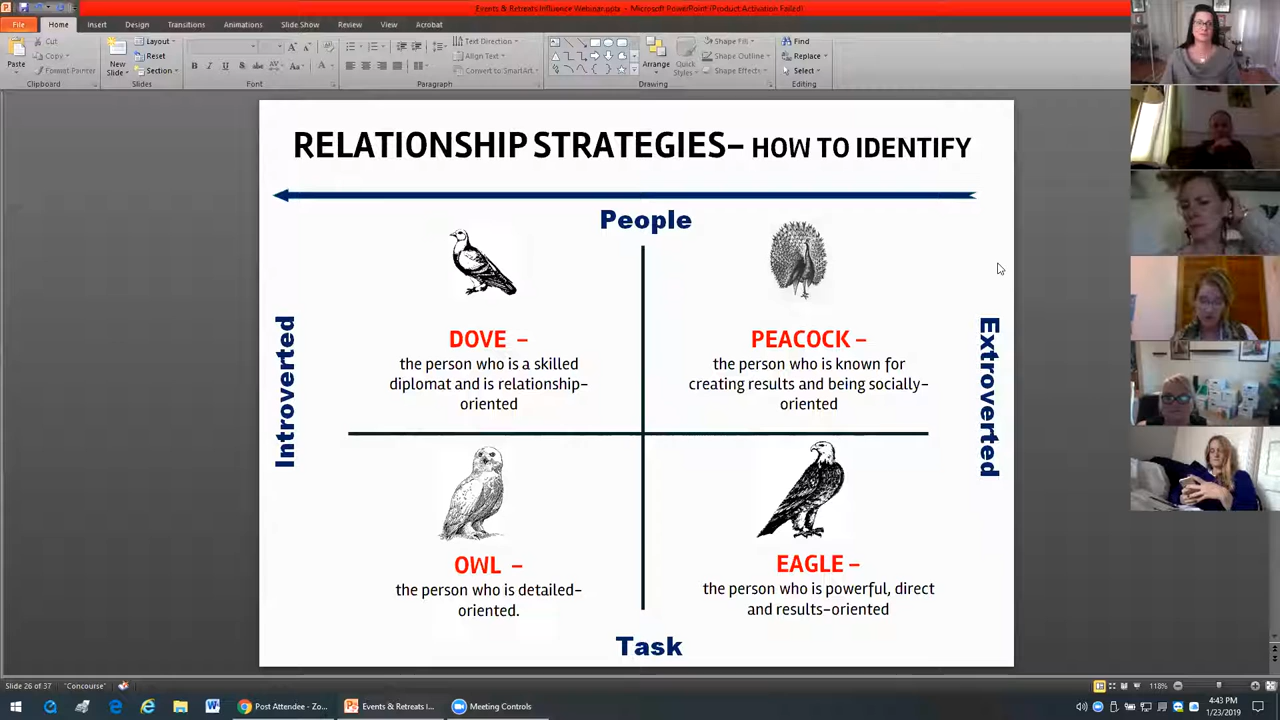 Events & Retreats Influence Webinar.pptx - Microsoft PowerPoint (Product Activation Failed)
File Home Insert Design Transitions Animations Slide Show Review View Acrobat
Cut
Copy
Format Painter
Paste
Clipboard
New
Slide
Layout
Reset
Section
Slides
Font
Text Direction
Align Text
Convert to SmartArt
Paragraph
Arrange
Quick
Styles
Shape Fill
Shape Outline
Shape Effects
Drawing
Find
Replace
Select
Editing
RELATIONSHIP STRATEGIES– HOW TO IDENTIFY
People
Introverted
Extroverted
DOVE –
the person who is a skilled
diplomat and is relationship-
oriented
PEACOCK –
the person who is known for
creating results and being socially-
oriented
OWL –
the person who is detailed-
oriented.
EAGLE –
the person who is powerful, direct
and results-oriented
Task
Slide 26 of 37 "Concourse" 118%
Post Attendee - Zo... Events & Retreats I... Meeting Controls
4:43 PM
1/23/2019